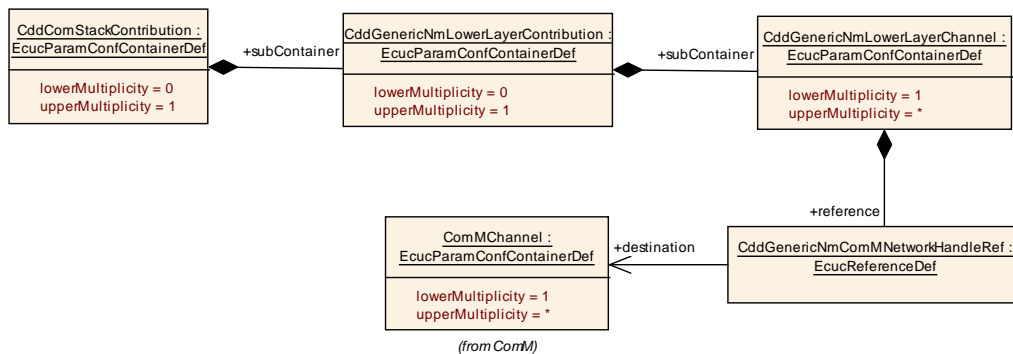 CddComStackContribution :
EcucParamConfContainerDef
lowerMultiplicity = 0
upperMultiplicity = 1
+subContainer
CddGenericNmLowerLayerContribution :
EcucParamConfContainerDef
lowerMultiplicity = 0
upperMultiplicity = 1
+subContainer
CddGenericNmLowerLayerChannel :
EcucParamConfContainerDef
lowerMultiplicity = 1
upperMultiplicity = *
+reference
ComMChannel :
EcucParamConfContainerDef
lowerMultiplicity = 1
upperMultiplicity = *
+destination
CddGenericNmComMNetworkHandleRef :
EcucReferenceDef
(from ComM)